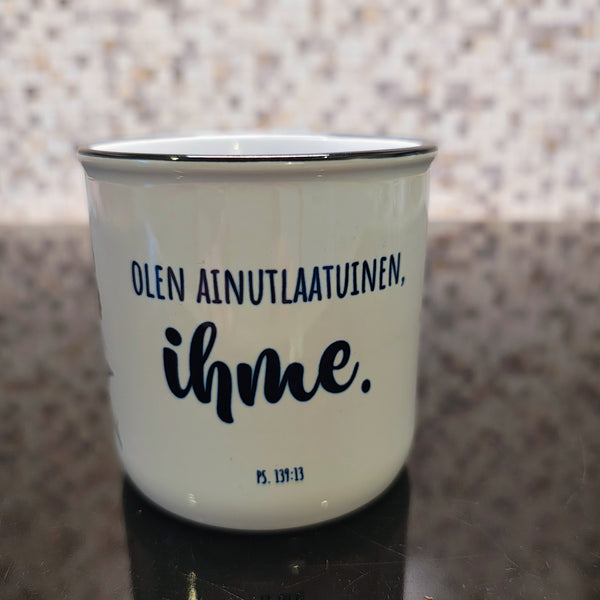 OLEN AINUTLAATUINEN,
ihme.
PS. 139:13